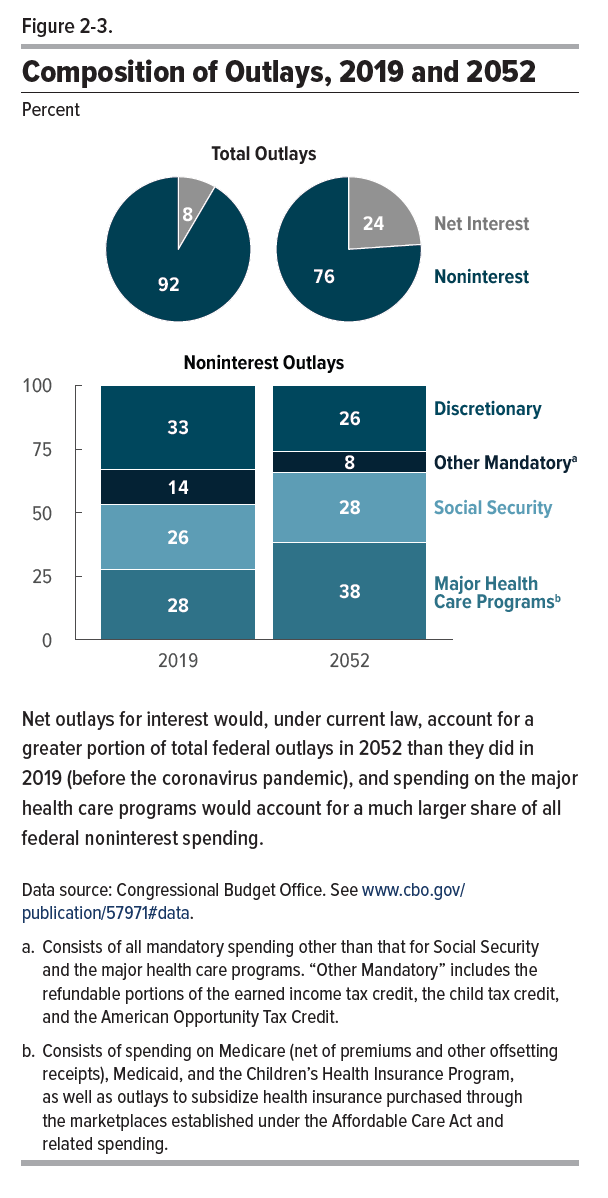 Figure 2-3.
Composition of Outlays, 2019 and 2052
Percent
Total Outlays
8
92
24
76
Net Interest
Noninterest
Noninterest Outlays
100
75
50
25
0
33
14
26
28
26
8
28
38
Discretionary
Other Mandatoryᵃ
Social Security
Major Health
Care Programsᵇ
2019
2052
Net outlays for interest would, under current law, account for a
greater portion of total federal outlays in 2052 than they did in
2019 (before the coronavirus pandemic), and spending on the major
health care programs would account for a much larger share of all
federal noninterest spending.
Data source: Congressional Budget Office. See www.cbo.gov/
publication/57971#data.
a. Consists of all mandatory spending other than that for Social Security
and the major health care programs. “Other Mandatory” includes the
refundable portions of the earned income tax credit, the child tax credit,
and the American Opportunity Tax Credit.
b. Consists of spending on Medicare (net of premiums and other offsetting
receipts), Medicaid, and the Children’s Health Insurance Program,
as well as outlays to subsidize health insurance purchased through
the marketplaces established under the Affordable Care Act and
related spending.